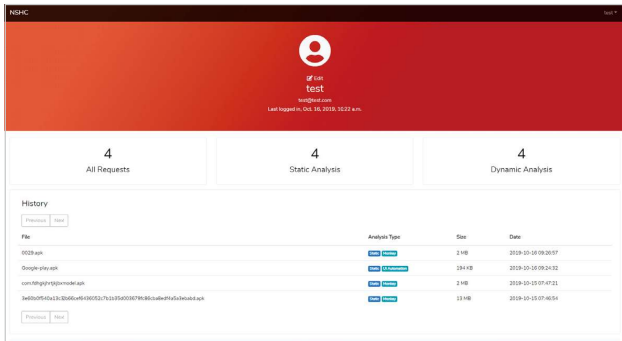 NSHC
test
Edit
test
test@test.com
Last logged in, Oct. 16, 2019, 10:22 a.m.
4
All Requests
4
Static Analysis
4
Dynamic Analysis
History
Previous Next
File Analysis Type Size Date
0029.apk Static Monkey 2 MB 2019-10-16 09:26:57
Google-play.apk Static UI Automation 194 KB 2019-10-16 09:24:32
Static Monkey 2 MB 2019-10-15 07:47:21
Static Monkey 13 MB 2019-10-15 07:46:54
Previous Next